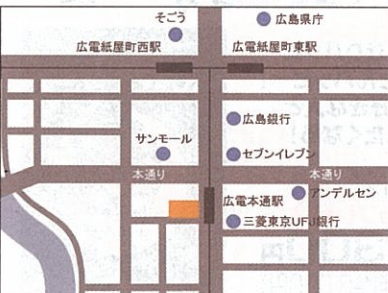 そごう
広島県庁
広電紙屋町西駅
広電紙屋町東駅
広島銀行
サンモール
セブンイレブン
本通り
本通り
アンデルセン
広電本通駅
三菱東京UFJ銀行